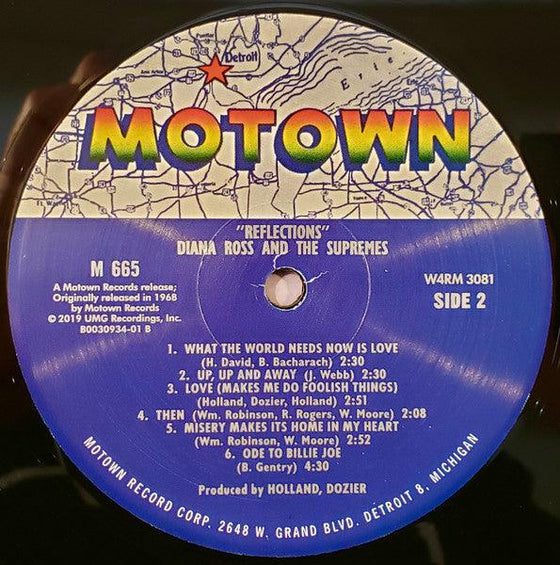 Detroit
Erie
MOTOWN
"REFLECTIONS"
DIANA ROSS AND THE SUPREMES
M 665
W4RM 3081
A Motown Records release;
Originally released in 1968
by Motown Records
© 2019 UMG Recordings, Inc.
B0030934-01 B
SIDE 2
1. WHAT THE WORLD NEEDS NOW IS LOVE
(H. David, B. Bacharach) 2:30
2. UP, UP AND AWAY (J. Webb) 2:30
3. LOVE (MAKES ME DO FOOLISH THINGS)
(Holland, Dozier, Holland) 2:51
4. THEN (Wm. Robinson, R. Rogers, W. Moore) 2:08
5. MISERY MAKES ITS HOME IN MY HEART
(Wm. Robinson, W. Moore) 2:52
6. ODE TO BILLIE JOE
(B. Gentry) 4:30
Produced by HOLLAND, DOZIER
MOTOWN RECORD CORP. 2648 W. GRAND BLVD. DETROIT 8, MICHIGAN